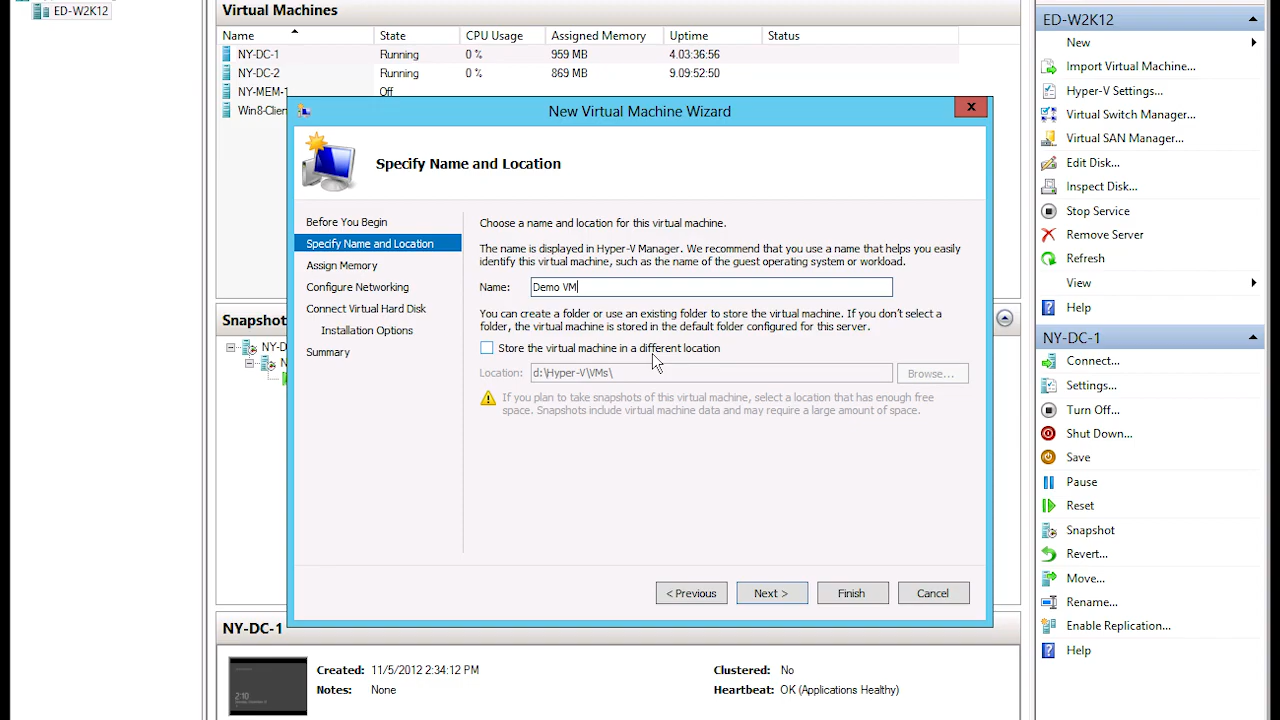 ED-W2K12
Virtual Machines
Name State CPU Usage Assigned Memory Uptime Status
NY-DC-1 Running 0 % 959 MB 4.03:36:56
NY-DC-2 Running 0 % 869 MB 9.09:52:50
NY-MEM-1 Off
Win8-Clien
New Virtual Machine Wizard
x
Specify Name and Location
Before You Begin
Specify Name and Location
Assign Memory
Configure Networking
Connect Virtual Hard Disk
Installation Options
Summary
Choose a name and location for this virtual machine.
The name is displayed in Hyper-V Manager. We recommend that you use a name that helps you easily
identify this virtual machine, such as the name of the guest operating system or workload.
Name: Demo VM
You can create a folder or use an existing folder to store the virtual machine. If you don't select a
folder, the virtual machine is stored in the default folder configured for this server.
Store the virtual machine in a different location
Location: d:\Hyper-V\VMs\ Browse...
If you plan to take snapshots of this virtual machine, select a location that has enough free
space. Snapshots include virtual machine data and may require a large amount of space.
< Previous Next > Finish Cancel
Snapshot
NY-D
N
NY-DC-1
2:10
Created: 11/5/2012 2:34:12 PM Clustered: No
Notes: None Heartbeat: OK (Applications Healthy)
ED-W2K12
New
Import Virtual Machine...
Hyper-V Settings...
Virtual Switch Manager...
Virtual SAN Manager...
Edit Disk...
Inspect Disk...
Stop Service
Remove Server
Refresh
View
Help
NY-DC-1
Connect...
Settings...
Turn Off...
Shut Down...
Save
Pause
Reset
Snapshot
Revert...
Move...
Rename...
Enable Replication...
Help